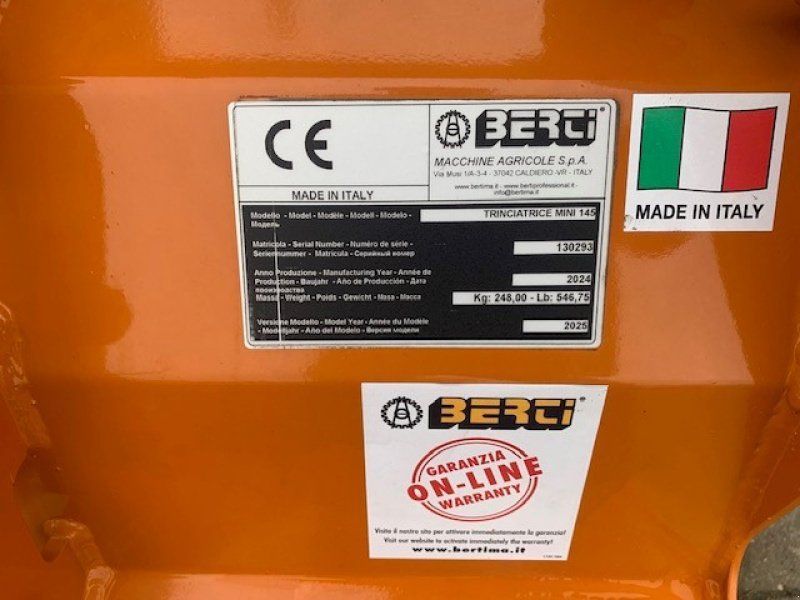 CE
MADE IN ITALY
BERTI®
MACCHINE AGRICOLE S.p.A.
Via Musi 1/A-3-4 - 37042 CALDIERO -VR - ITALY
www.bertima.it - www.bertiprofessional.it
info@bertima.it
Modello - Model - Modèle - Modell - Modelo -
Модель
TRINCIATRICE MINI 145
Matricola - Serial Number - Numéro de série -
Seriennummer - Matrícula - Серийный номер
130293
Anno Produzione - Manufacturing Year - Année de
Production - Baujahr - Año de Producción - Дата
производства
2024
Massa - Weight - Poids - Gewicht - Masa - Масса
Kg: 248,00 - Lb: 546,75
Versione Modello - Model Year - Année du Modèle
- Modelljahr - Año del Modelo - Версия модели
2025
MADE IN ITALY
BERTI®
GARANZIA
ON-LINE
WARRANTY
Visita il nostro sito per attivare immediatamente la garanzia!
Visit our website to activate immediately the warranty!
www.bertima.it